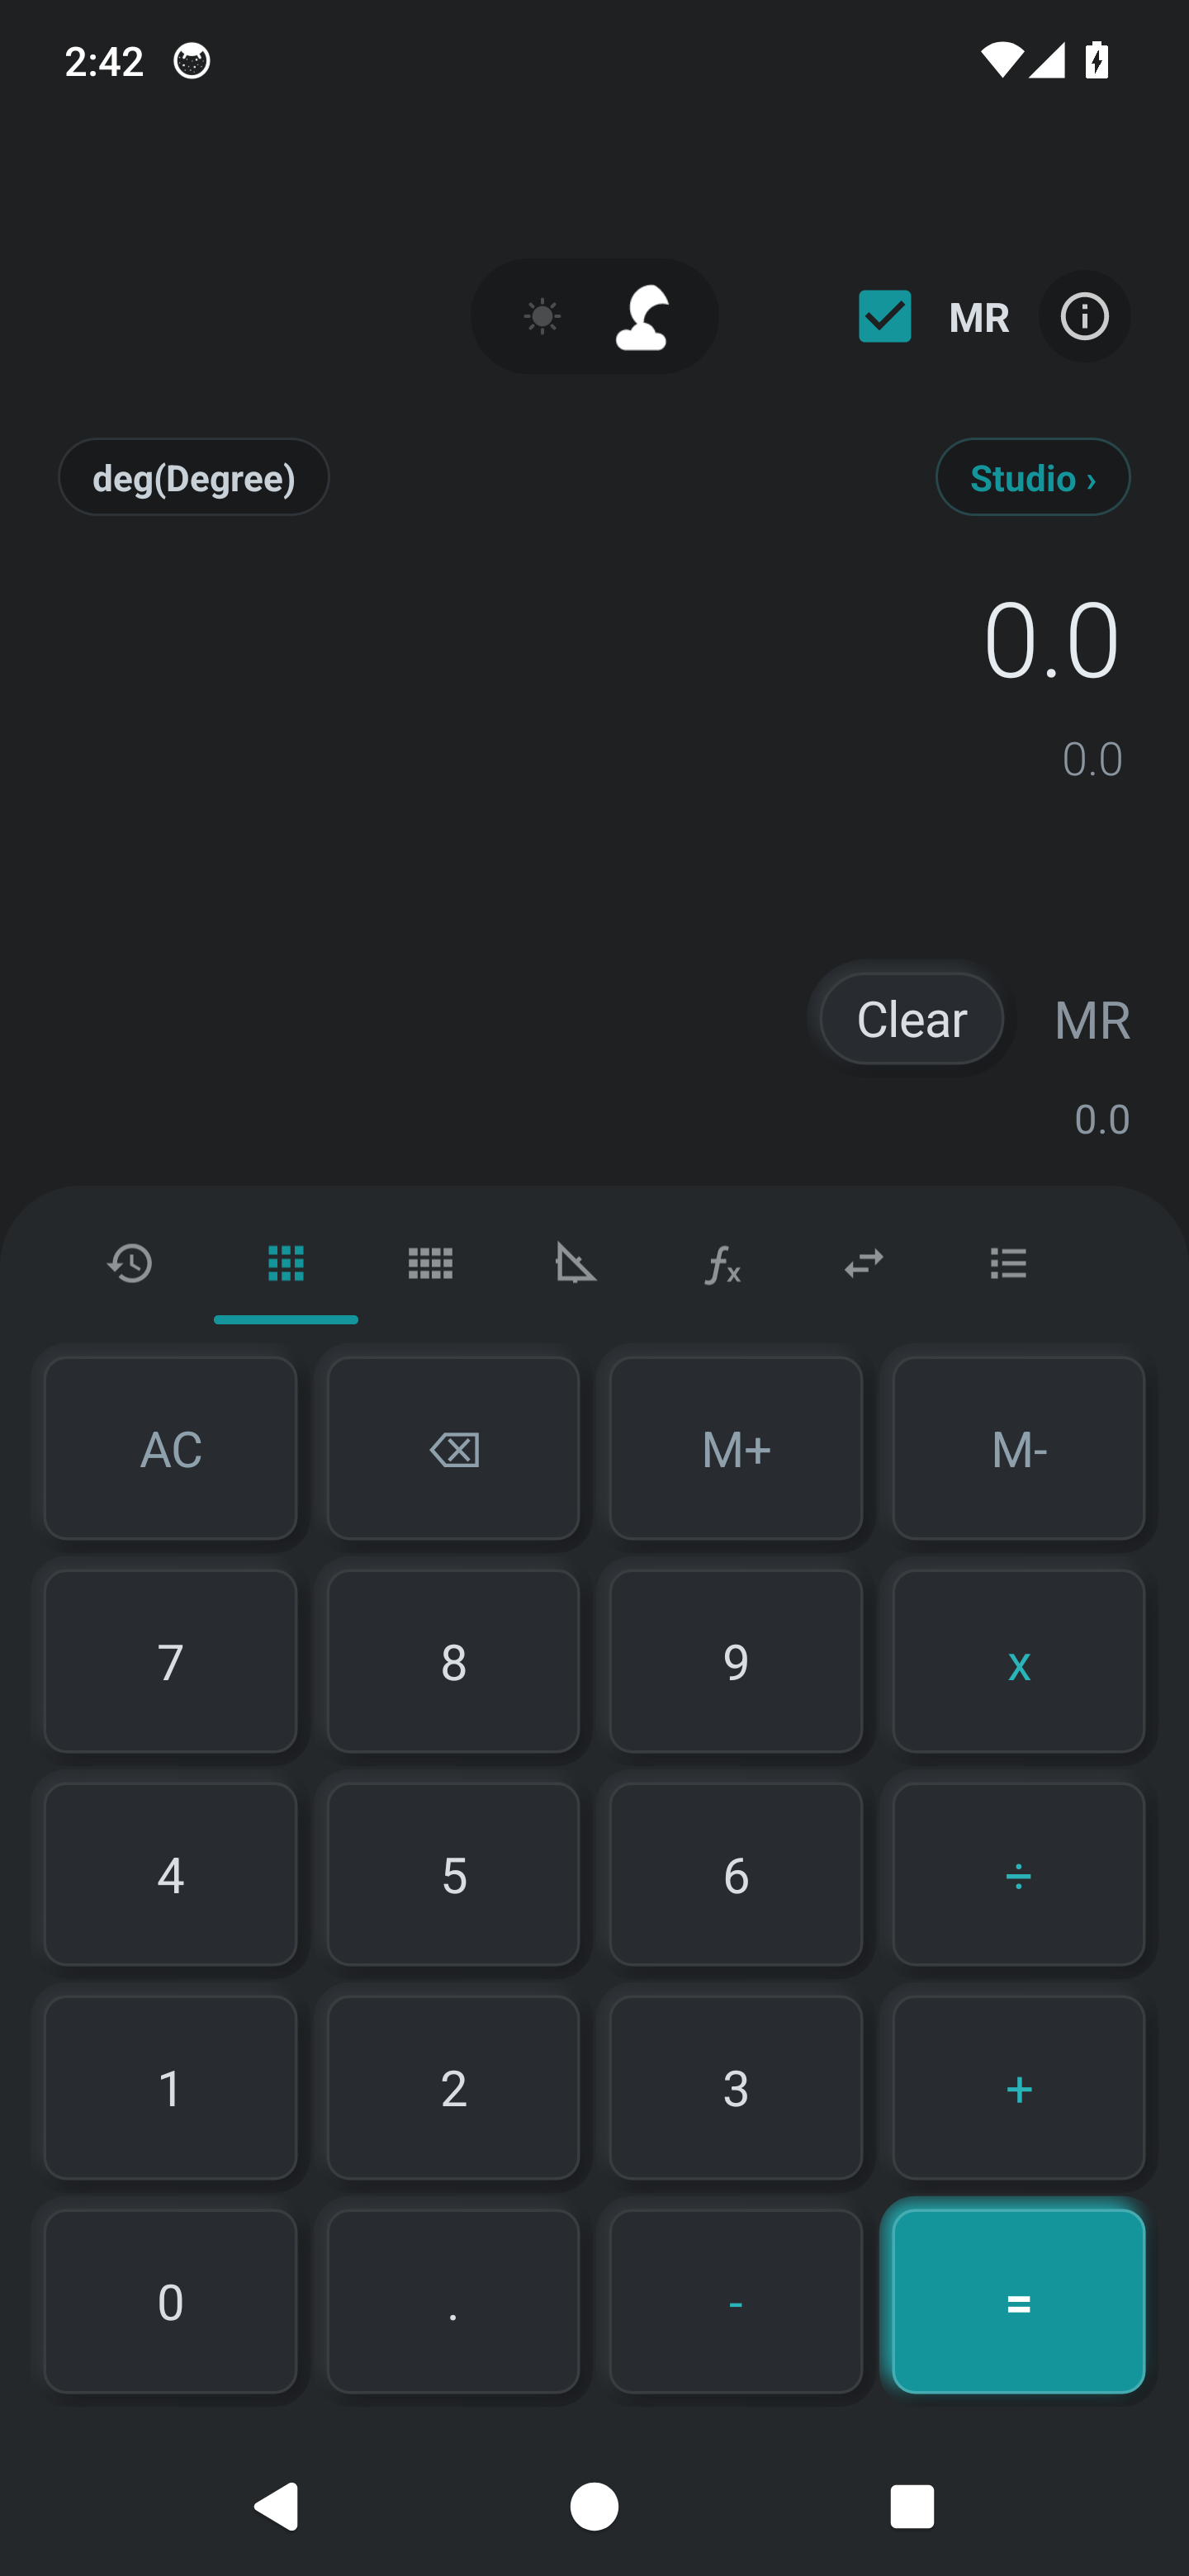 2:42
MR
deg(Degree)
Studio ›
0.0
0.0
Clear MR
0.0
fx
AC M+ M-
7 8 9 x
4 5 6 ÷
1 2 3 +
0 . - =